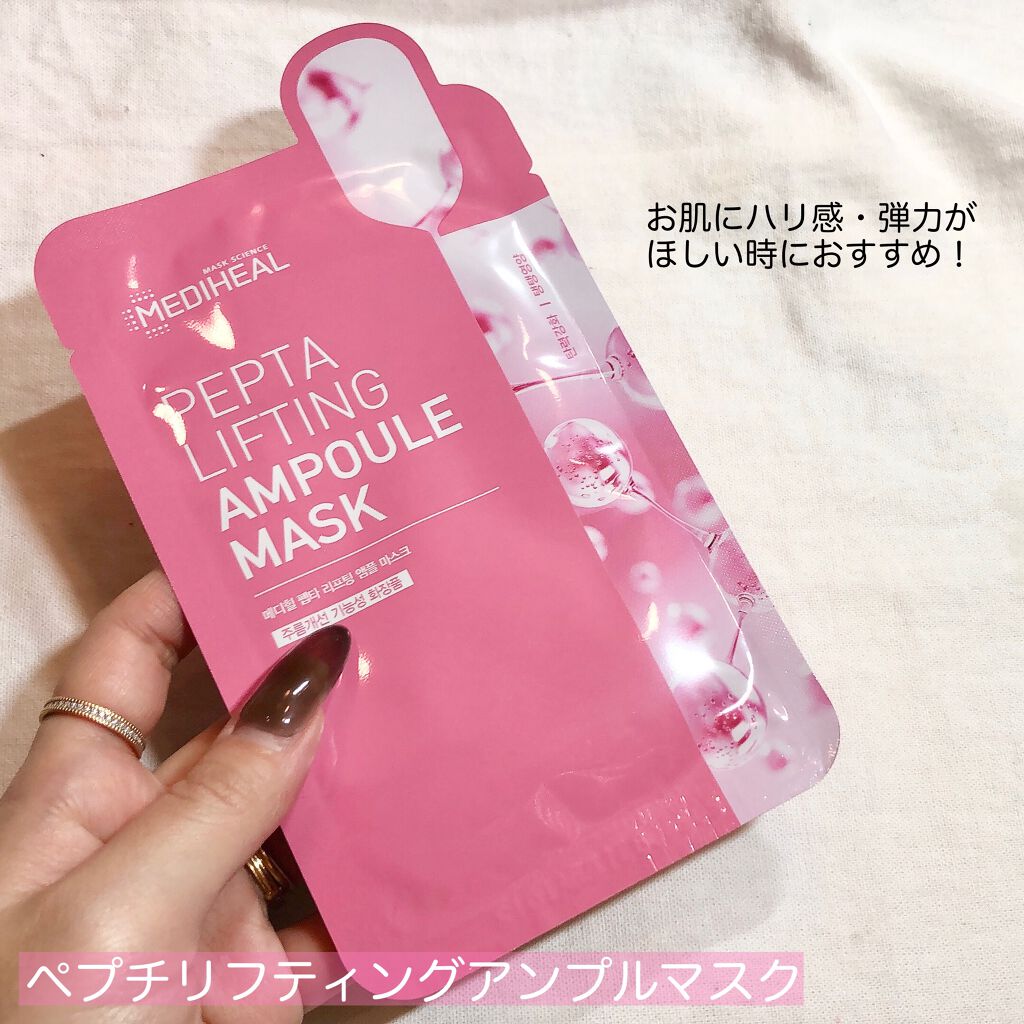 お肌にハリ感・弾力が
ほしい時におすすめ！
MASK SCIENCE
MEDIHEAL
PEPTA
LIFTING
AMPOULE
MASK
메디힐 펩타 리프팅 앰플 마스크
주름개선 기능성 화장품
탄력강화 | 탱탱영양
ペプチリフティングアンプルマスク